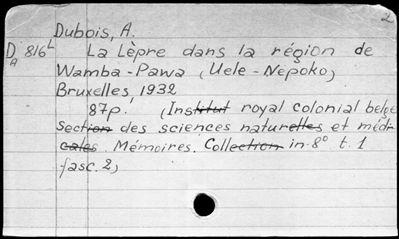 2
Dubois, A.
D 816L La Lèpre dans la région de
A
Wamba-Pawa (Uele-Nepoko)
Bruxelles 1932
87p. (Institut royal colonial belge
Section des sciences naturelles et médi-
cales. Mémoires. Collection in-8° t. 1
fasc. 2)